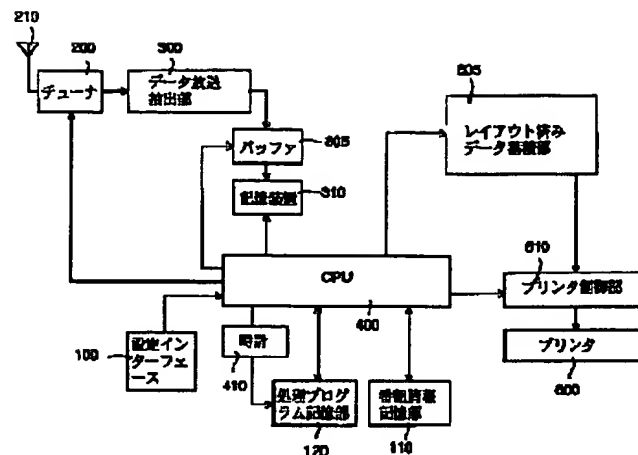 210
200
300
チューナ
データ放送
抽出部
205
レイアウト済み
データ蓄積部
バッファ
305
記憶装置
310
CPU
400
610
プリンタ制御部
プリンタ
600
100
設定インターフェース
時計
410
処理プログラム記憶部
120
番組情報
記憶部
110